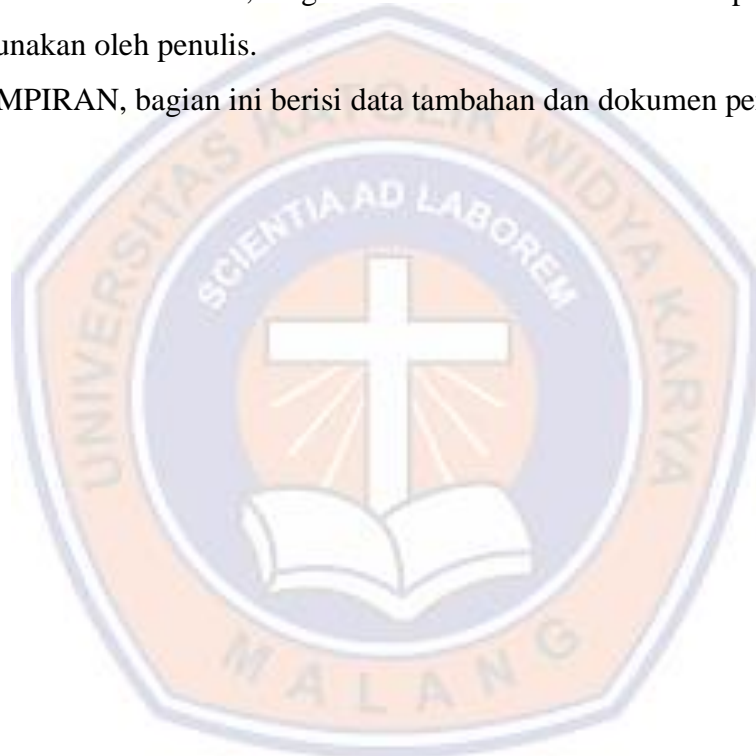 unakan oleh penulis.
MPIRAN, bagian ini berisi data tambahan dan dokumen pe
UNIVERSITAS KATOLIK WIDYA KARYA
SCIENTIA AD LABOREM
MALANG